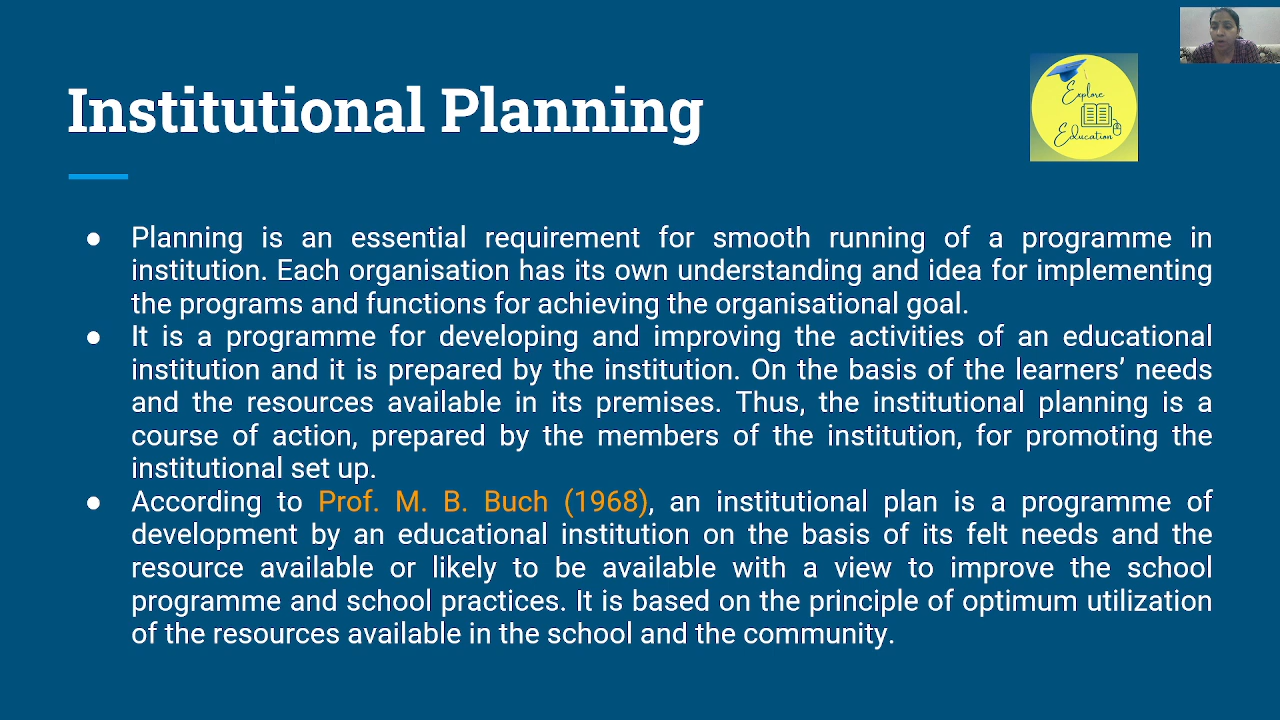 Institutional Planning
Explore
Education
● Planning is an essential requirement for smooth running of a programme in
institution. Each organisation has its own understanding and idea for implementing
the programs and functions for achieving the organisational goal.
● It is a programme for developing and improving the activities of an educational
institution and it is prepared by the institution. On the basis of the learners’ needs
and the resources available in its premises. Thus, the institutional planning is a
course of action, prepared by the members of the institution, for promoting the
institutional set up.
● According to Prof. M. B. Buch (1968), an institutional plan is a programme of
development by an educational institution on the basis of its felt needs and the
resource available or likely to be available with a view to improve the school
programme and school practices. It is based on the principle of optimum utilization
of the resources available in the school and the community.